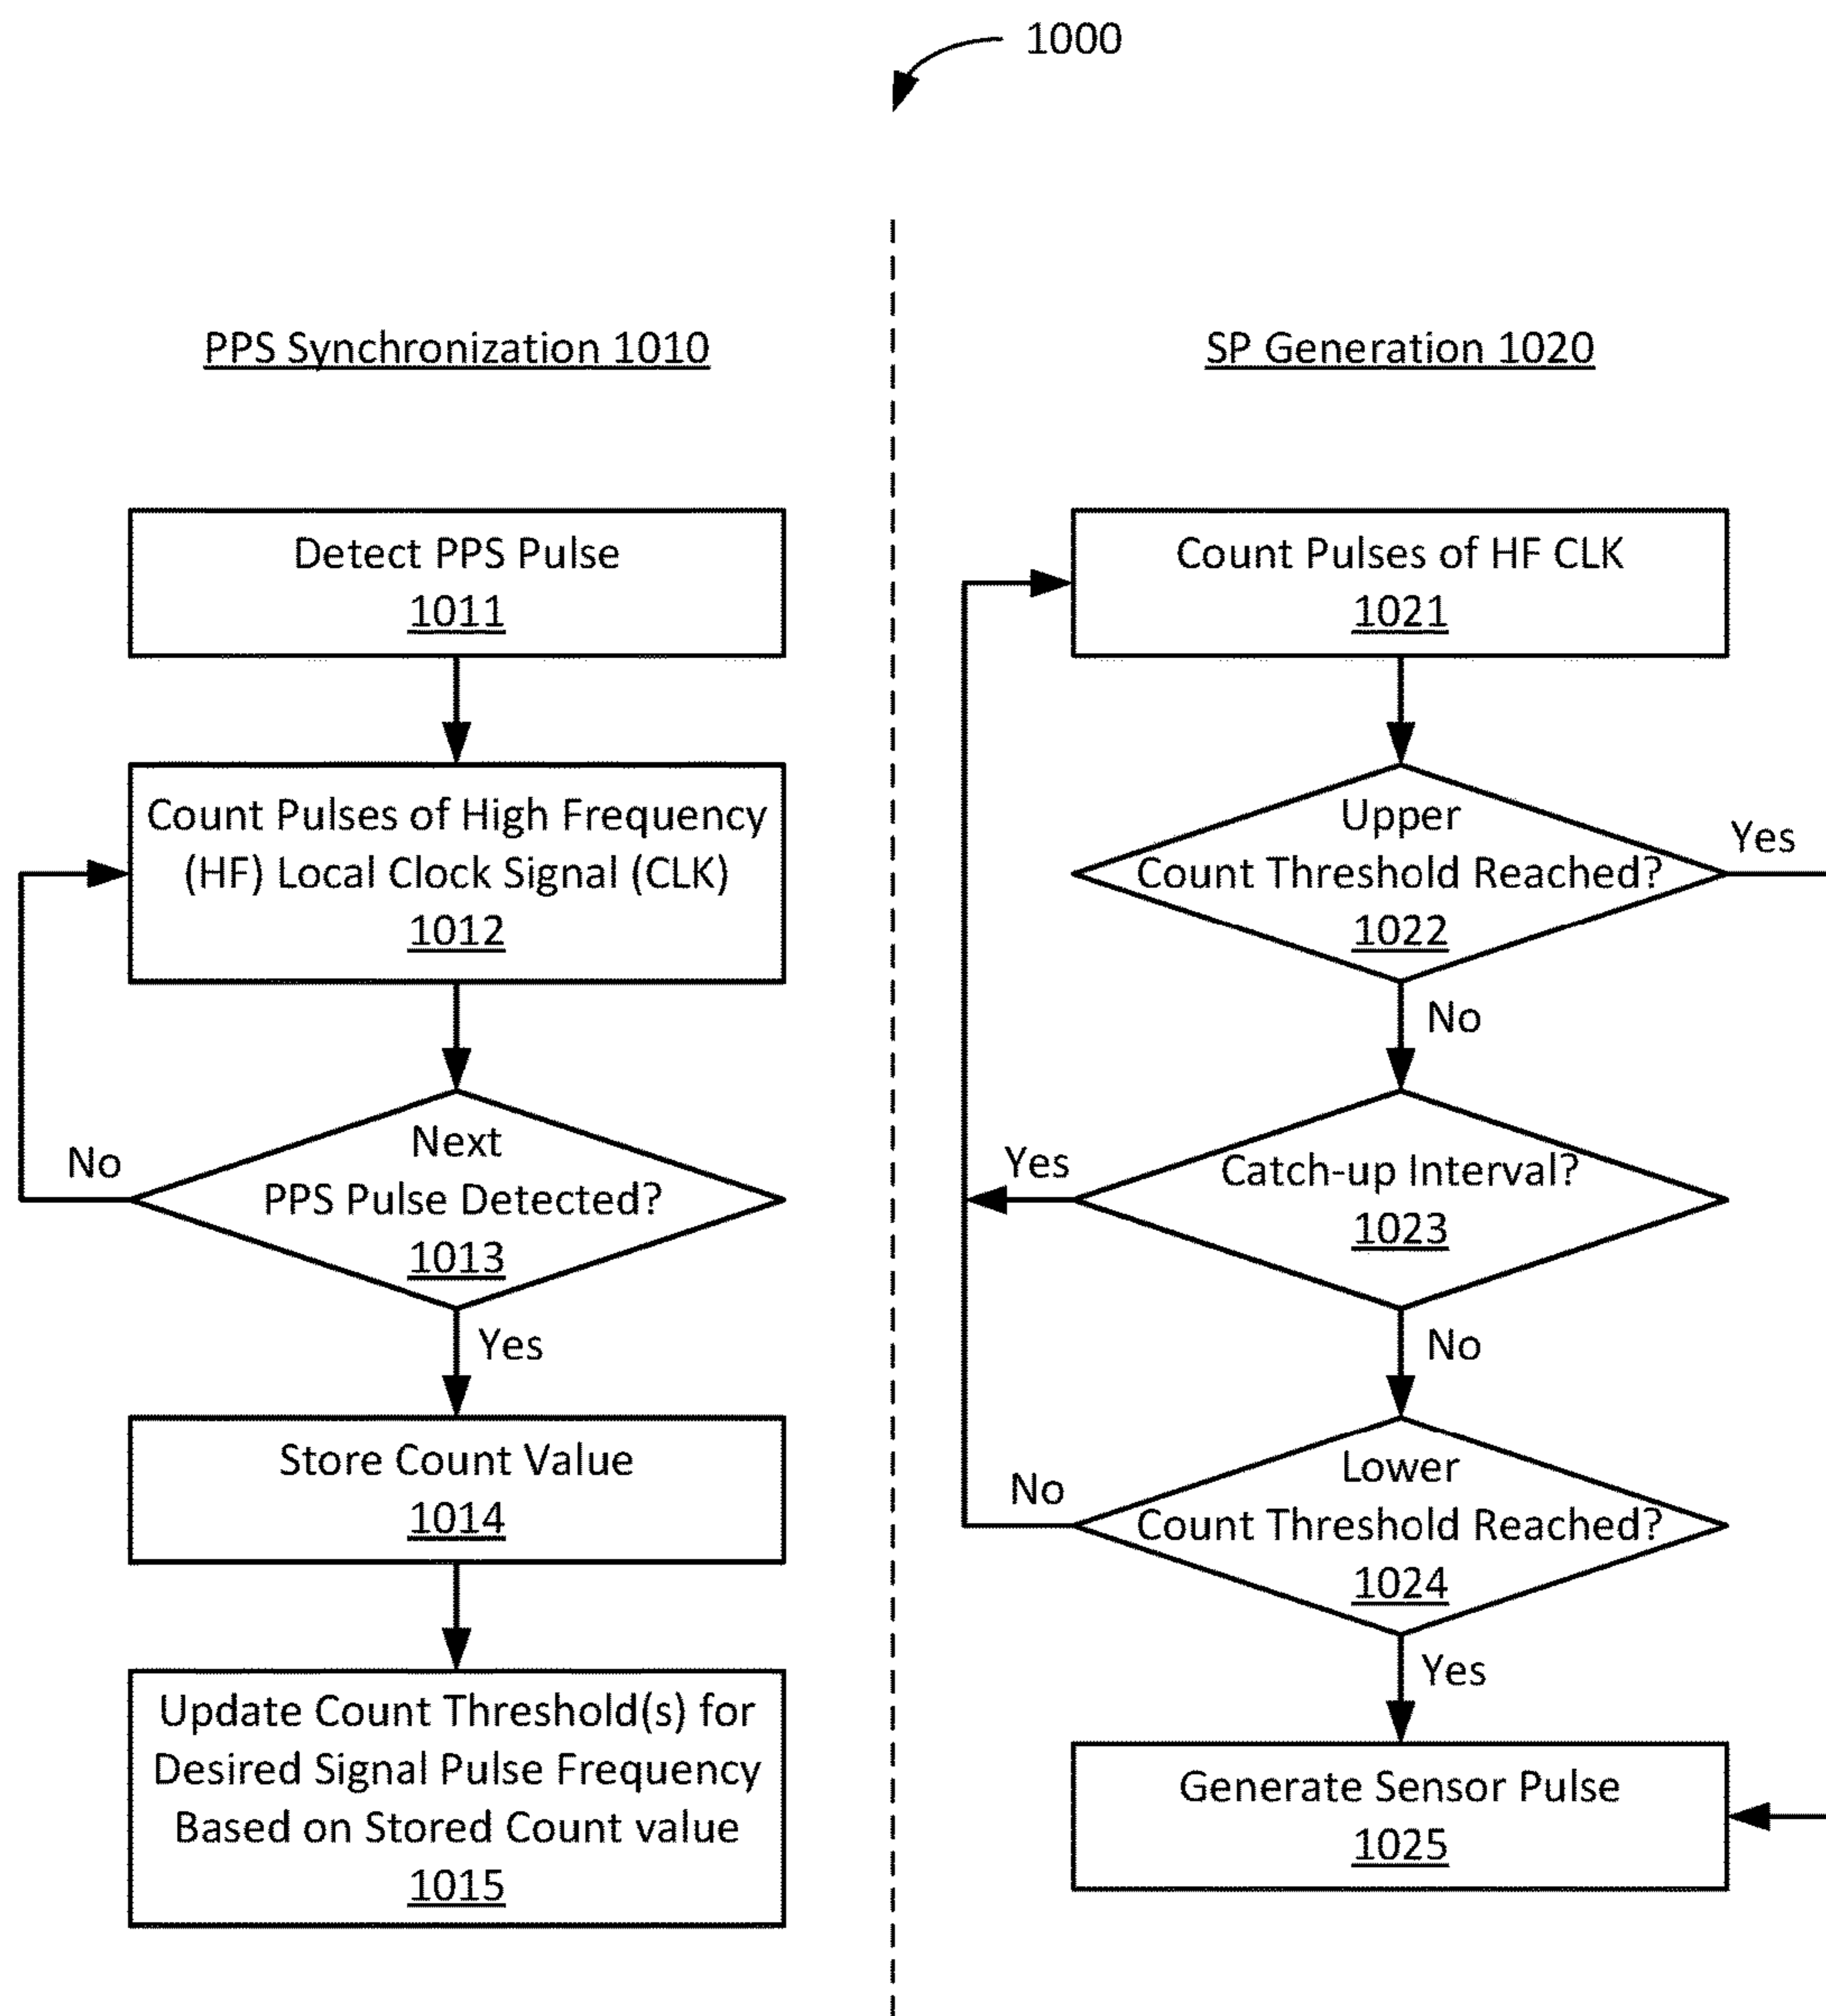 1000
PPS Synchronization 1010
Detect PPS Pulse
1011
Count Pulses of High Frequency
(HF) Local Clock Signal (CLK)
1012
Next
PPS Pulse Detected?
1013
No
Yes
Store Count Value
1014
Update Count Threshold(s) for
Desired Signal Pulse Frequency
Based on Stored Count value
1015
SP Generation 1020
Count Pulses of HF CLK
1021
Upper
Count Threshold Reached?
1022
Yes
No
Catch-up Interval?
1023
Yes
No
Lower
Count Threshold Reached?
1024
No
Yes
Generate Sensor Pulse
1025